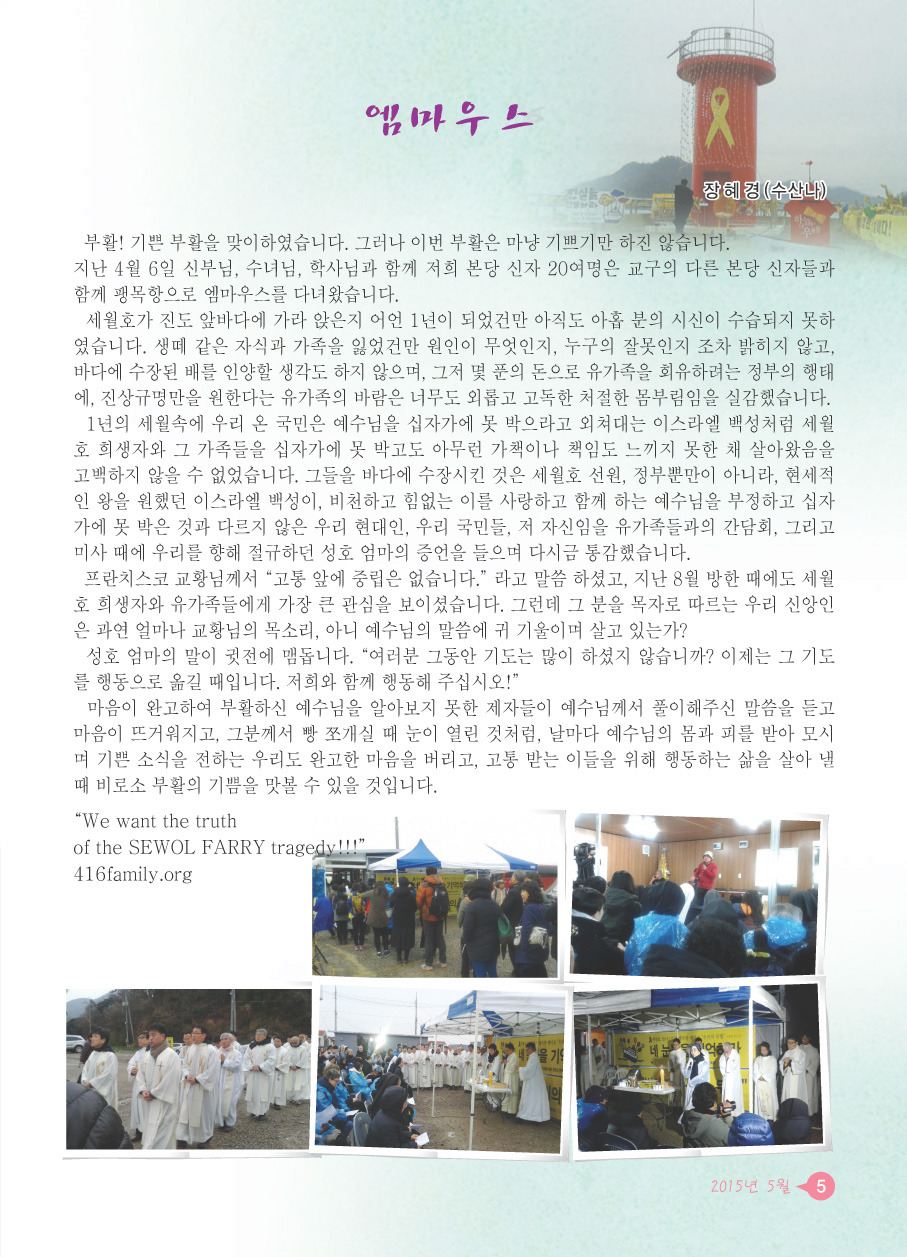 엠마우스
장 혜 경 (수산나)
부활! 기쁜 부활을 맞이하였습니다. 그러나 이번 부활은 마냥 기쁘기만 하진 않습니다.
지난 4월 6일 신부님, 수녀님, 학사님과 함께 저희 본당 신자 20여명은 교구의 다른 본당 신자들과
함께 팽목항으로 엠마우스를 다녀왔습니다.
세월호가 진도 앞바다에 가라 앉은지 어언 1년이 되었건만 아직도 아홉 분의 시신이 수습되지 못하
였습니다. 생떼 같은 자식과 가족을 잃었건만 원인이 무엇인지, 누구의 잘못인지 조차 밝히지 않고,
바다에 수장된 배를 인양할 생각도 하지 않으며, 그저 몇 푼의 돈으로 유가족을 회유하려는 정부의 행태
에, 진상규명만을 원한다는 유가족의 바람은 너무도 외롭고 고독한 처절한 몸부림임을 실감했습니다.
1년의 세월속에 우리 온 국민은 예수님을 십자가에 못 박으라고 외쳐대는 이스라엘 백성처럼 세월
호 희생자와 그 가족들을 십자가에 못 박고도 아무런 가책이나 책임도 느끼지 못한 채 살아왔음을
고백하지 않을 수 없었습니다. 그들을 바다에 수장시킨 것은 세월호 선원, 정부뿐만이 아니라, 현세적
인 왕을 원했던 이스라엘 백성이, 비천하고 힘없는 이를 사랑하고 함께 하는 예수님을 부정하고 십자
가에 못 박은 것과 다르지 않은 우리 현대인, 우리 국민들, 저 자신임을 유가족들과의 간담회, 그리고
미사 때에 우리를 향해 절규하던 성호 엄마의 증언을 들으며 다시금 통감했습니다.
프란치스코 교황님께서 “고통 앞에 중립은 없습니다.” 라고 말씀 하셨고, 지난 8월 방한 때에도 세월
호 희생자와 유가족들에게 가장 큰 관심을 보이셨습니다. 그런데 그 분을 목자로 따르는 우리 신앙인
은 과연 얼마나 교황님의 목소리, 아니 예수님의 말씀에 귀 기울이며 살고 있는가?
성호 엄마의 말이 귓전에 맴돕니다. “여러분 그동안 기도는 많이 하셨지 않습니까? 이제는 그 기도
를 행동으로 옮길 때입니다. 저희와 함께 행동해 주십시오!”
마음이 완고하여 부활하신 예수님을 알아보지 못한 제자들이 예수님께서 풀이해주신 말씀을 듣고
마음이 뜨거워지고, 그분께서 빵 쪼개실 때 눈이 열린 것처럼, 날마다 예수님의 몸과 피를 받아 모시
며 기쁜 소식을 전하는 우리도 완고한 마음을 버리고, 고통 받는 이들을 위해 행동하는 삶을 살아 낼
때 비로소 부활의 기쁨을 맛볼 수 있을 것입니다.
“We want the truth
of the SEWOL FARRY tragedy!!!”
416family.org
2015년 5월 5